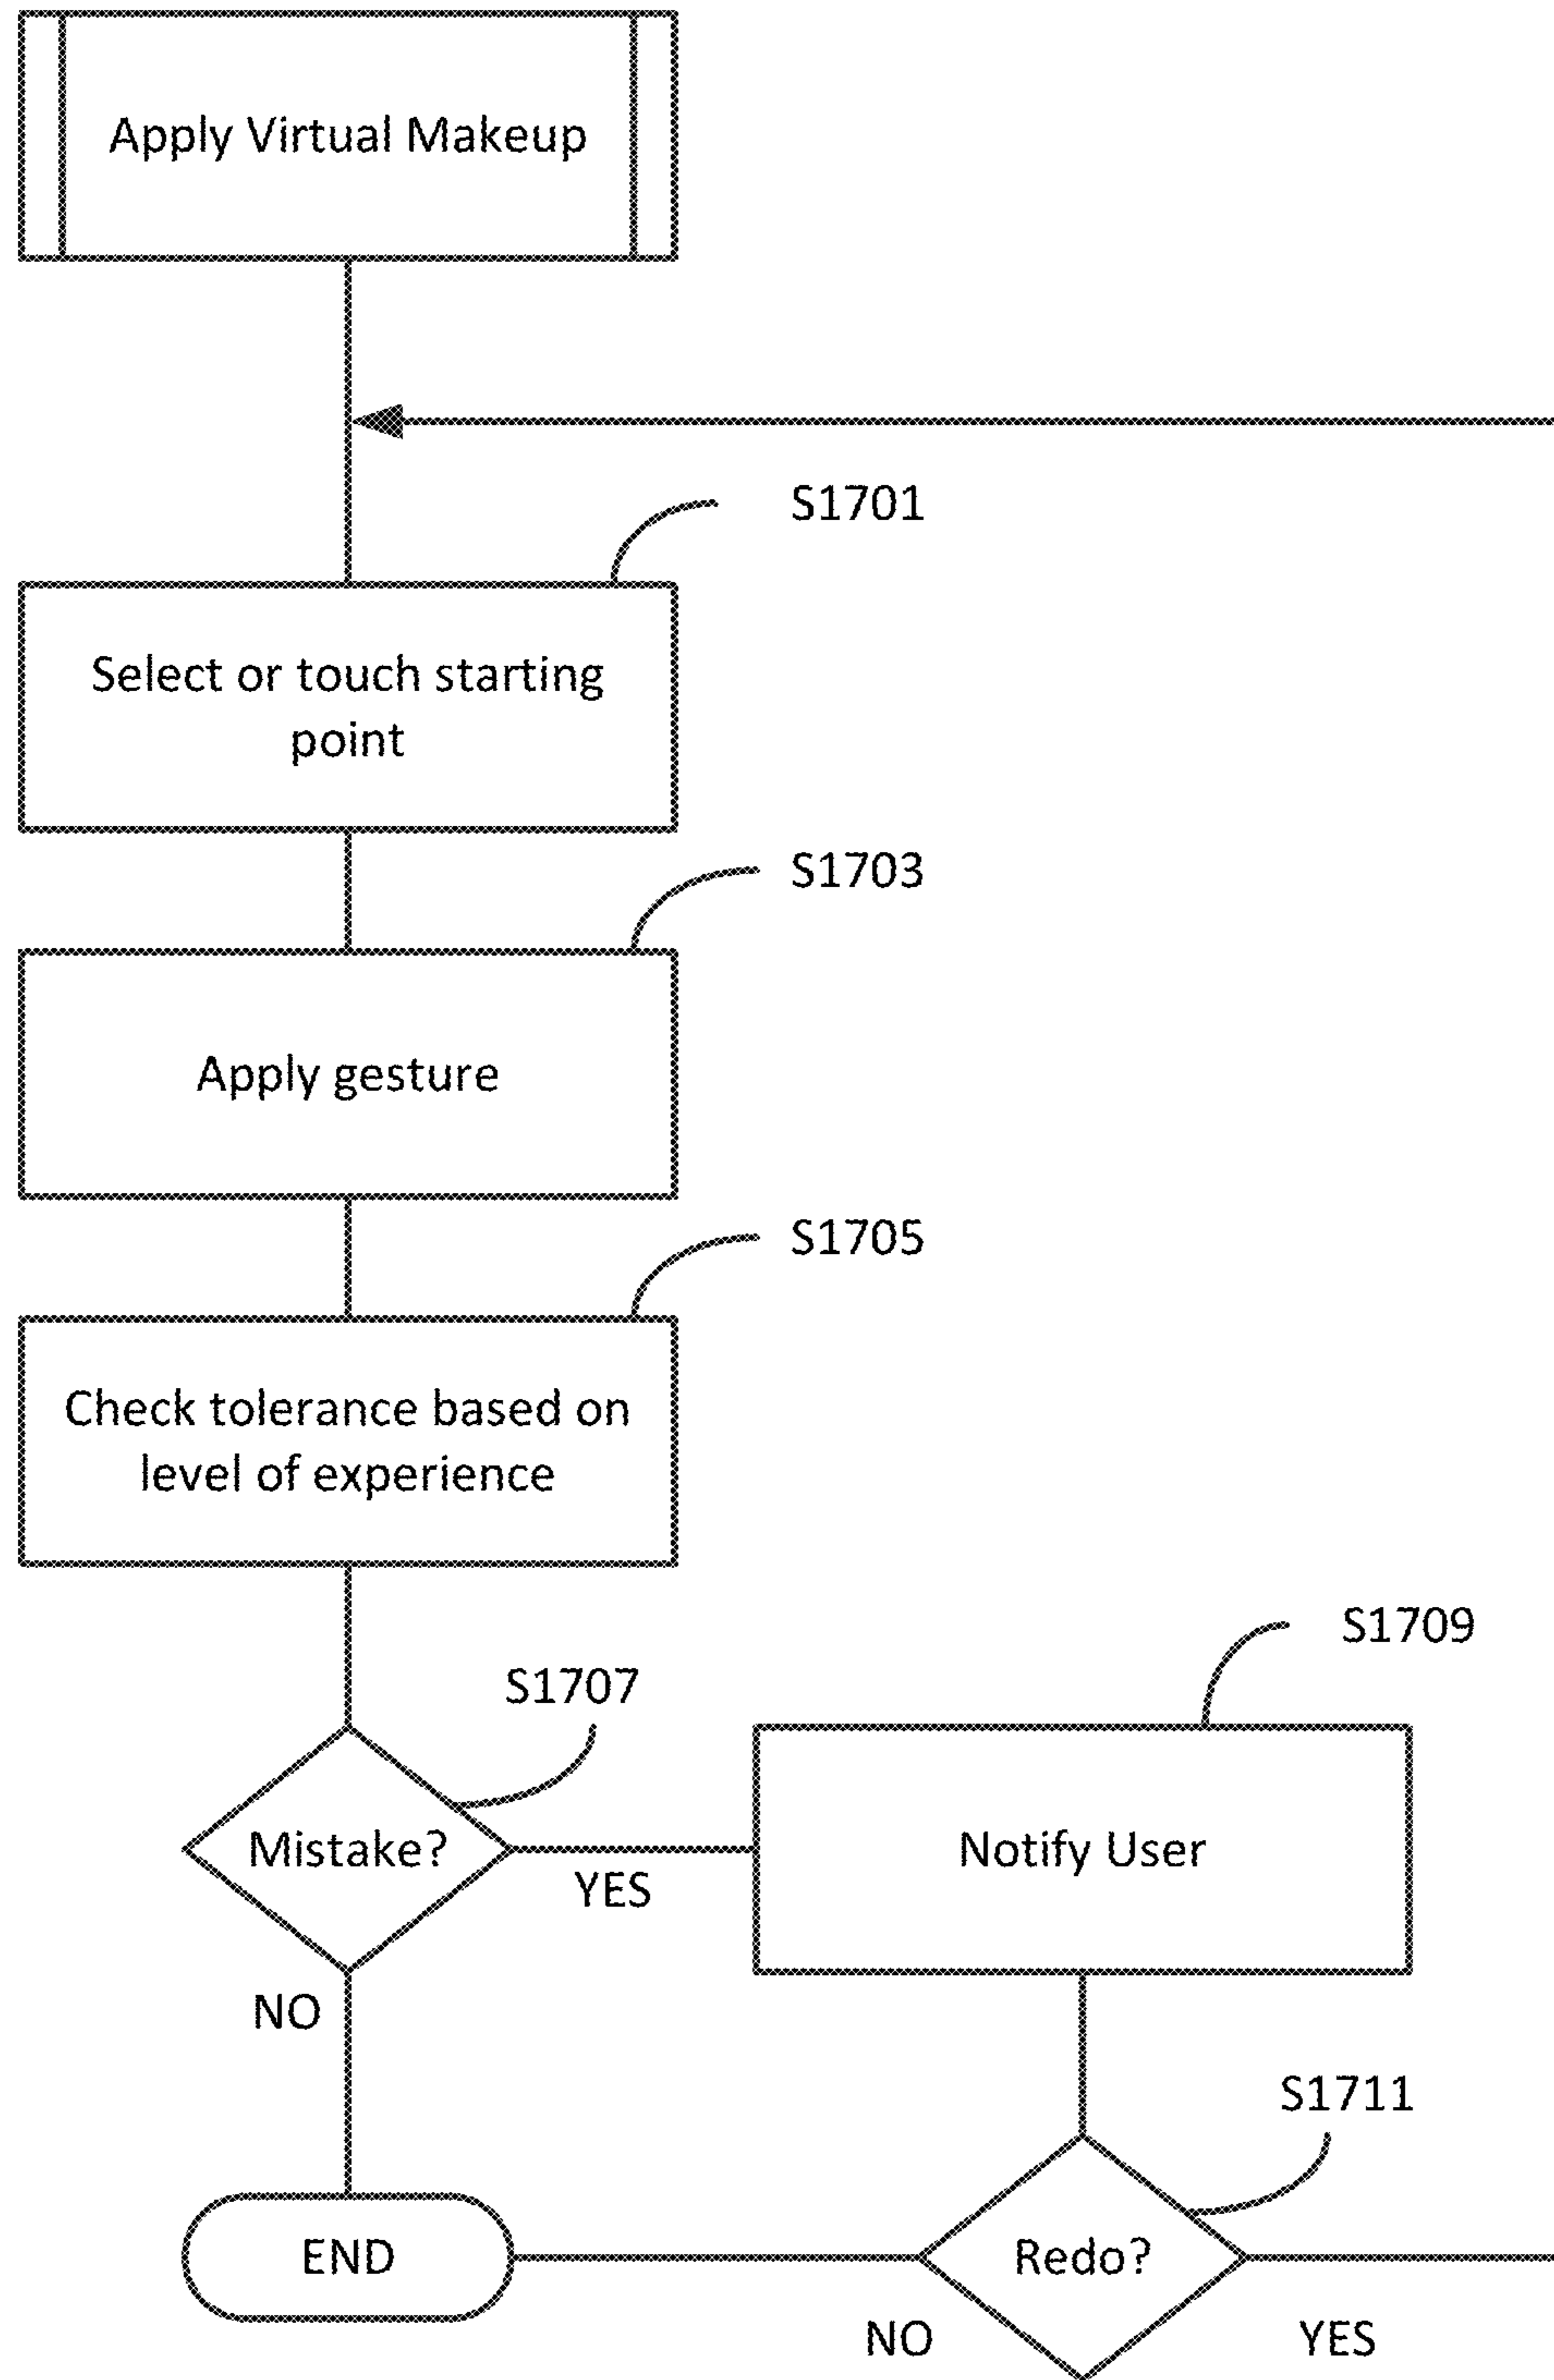 Apply Virtual Makeup
S1701
Select or touch starting
point
S1703
Apply gesture
S1705
Check tolerance based on
level of experience
S1709
S1707
Mistake?
YES
Notify User
NO
S1711
END
Redo?
NO
YES